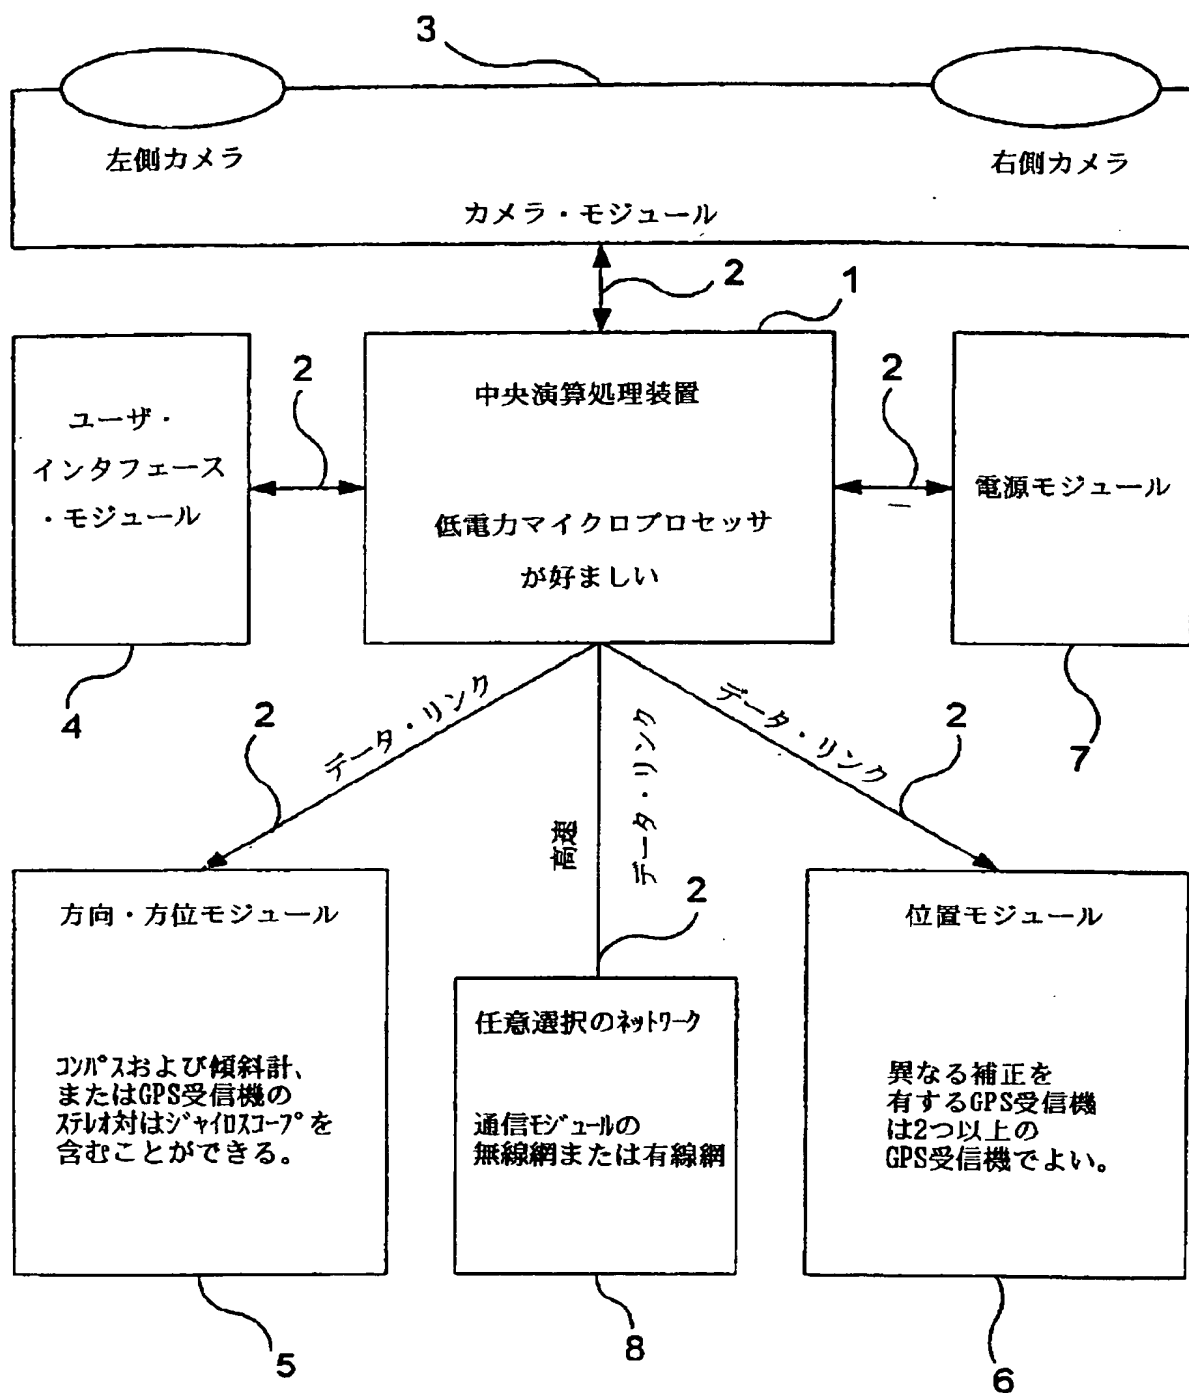 3
左側カメラ
右側カメラ
カメラ・モジュール
2
1
ユーザ・
インタフェース
・モジュール
2
中央演算処理装置
低電力マイクロプロセッサ
が好ましい
2
電源モジュール
4
7
2
データ・リンク
高速
データ・リンク
データ・リンク
2
2
方向・方位モジュール
コンパスおよび傾斜計、
またはGPS受信機の
ステレオ対はジャイロスコープを
含むことができる。
任意選択のネットワーク
通信モジュールの
無線網または有線網
位置モジュール
異なる補正を
有するGPS受信機
は2つ以上の
GPS受信機でよい。
5
8
6